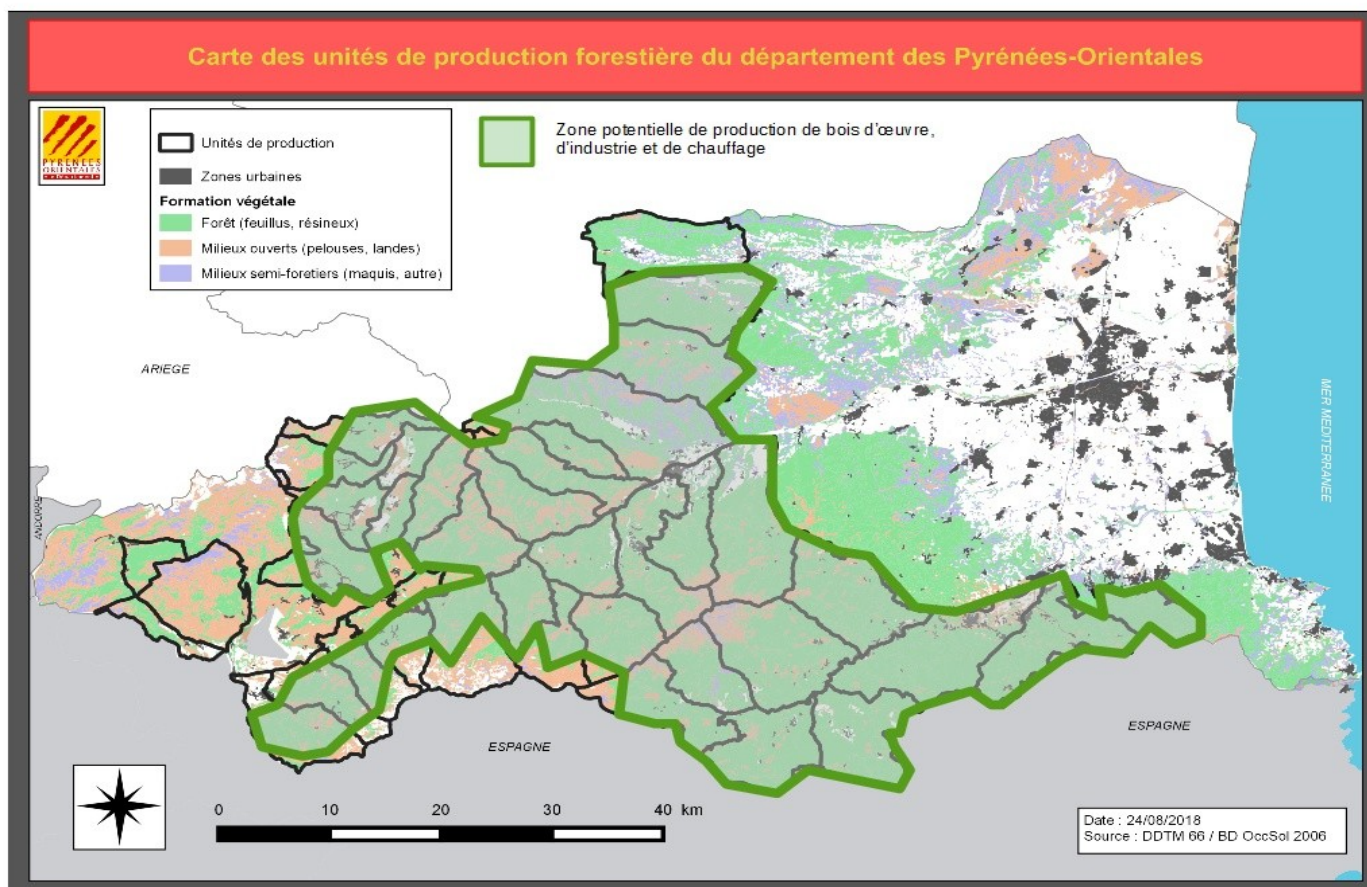 Carte des unités de production forestière du département des Pyrénées-Orientales
PYRENEES
ORIENTALES
Unités de production
Zones urbaines
Formation végétale
Forêt (feuillus, résineux)
Milieux ouverts (pelouses, landes)
Milieux semi-foretiers (maquis, autre)
Zone potentielle de production de bois d'œuvre,
d'industrie et de chauffage
ARIEGE
ANDORRE
MER MEDITERRANEE
ESPAGNE
ESPAGNE
0 10 20 30 40 km
Date : 24/08/2018
Source : DDTM 66 / BD OccSol 2006